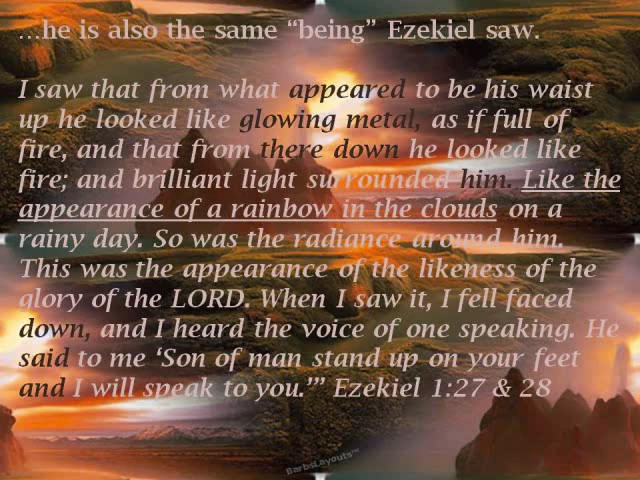 …he is also the same “being” Ezekiel saw.
I saw that from what appeared to be his waist
up he looked like glowing metal, as if full of
fire, and that from there down he looked like
fire; and brilliant light surrounded him. Like the
appearance of a rainbow in the clouds on a
rainy day. So was the radiance around him.
This was the appearance of the likeness of the
glory of the LORD. When I saw it, I fell faced
down, and I heard the voice of one speaking. He
said to me ‘Son of man stand up on your feet
and I will speak to you.’” Ezekiel 1:27 & 28
BarbsLayouts™